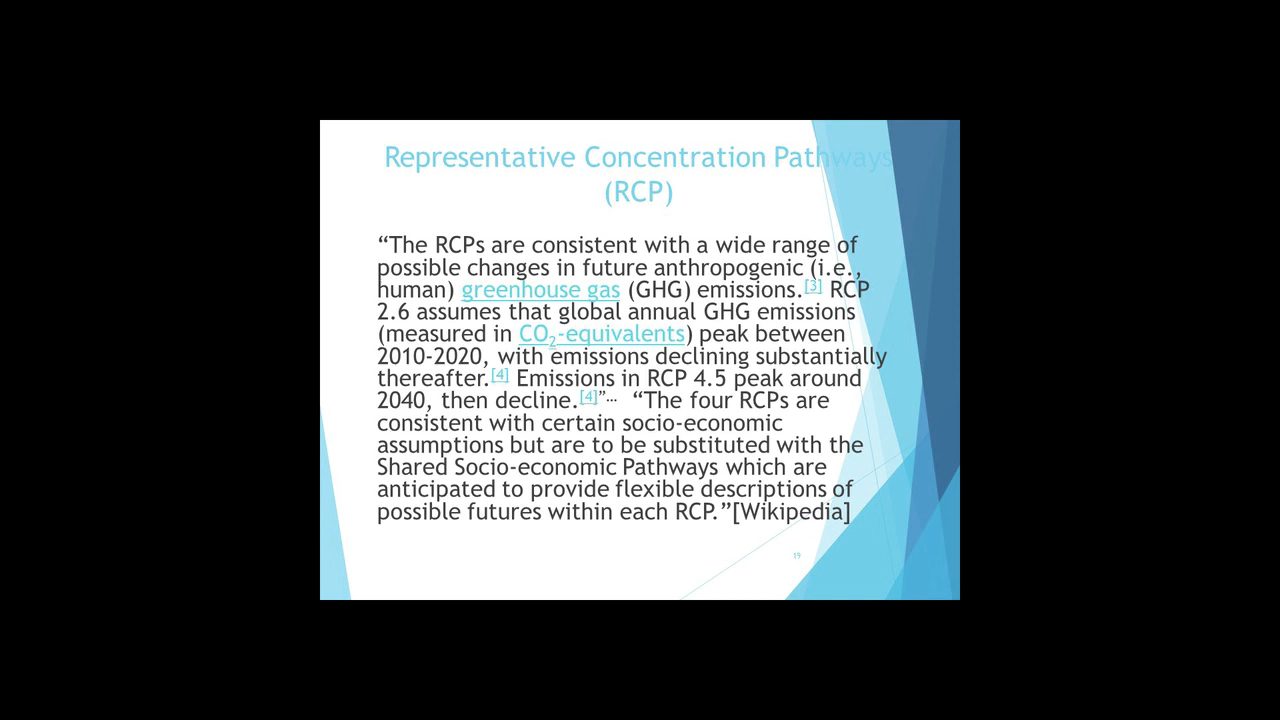 Representative Concentration Pathways
(RCP)
“The RCPs are consistent with a wide range of
possible changes in future anthropogenic (i.e.,
human) greenhouse gas (GHG) emissions.[3] RCP
2.6 assumes that global annual GHG emissions
(measured in CO2-equivalents) peak between
2010-2020, with emissions declining substantially
thereafter.[4] Emissions in RCP 4.5 peak around
2040, then decline.[4]”… “The four RCPs are
consistent with certain socio-economic
assumptions but are to be substituted with the
Shared Socio-economic Pathways which are
anticipated to provide flexible descriptions of
possible futures within each RCP.”[Wikipedia]
19